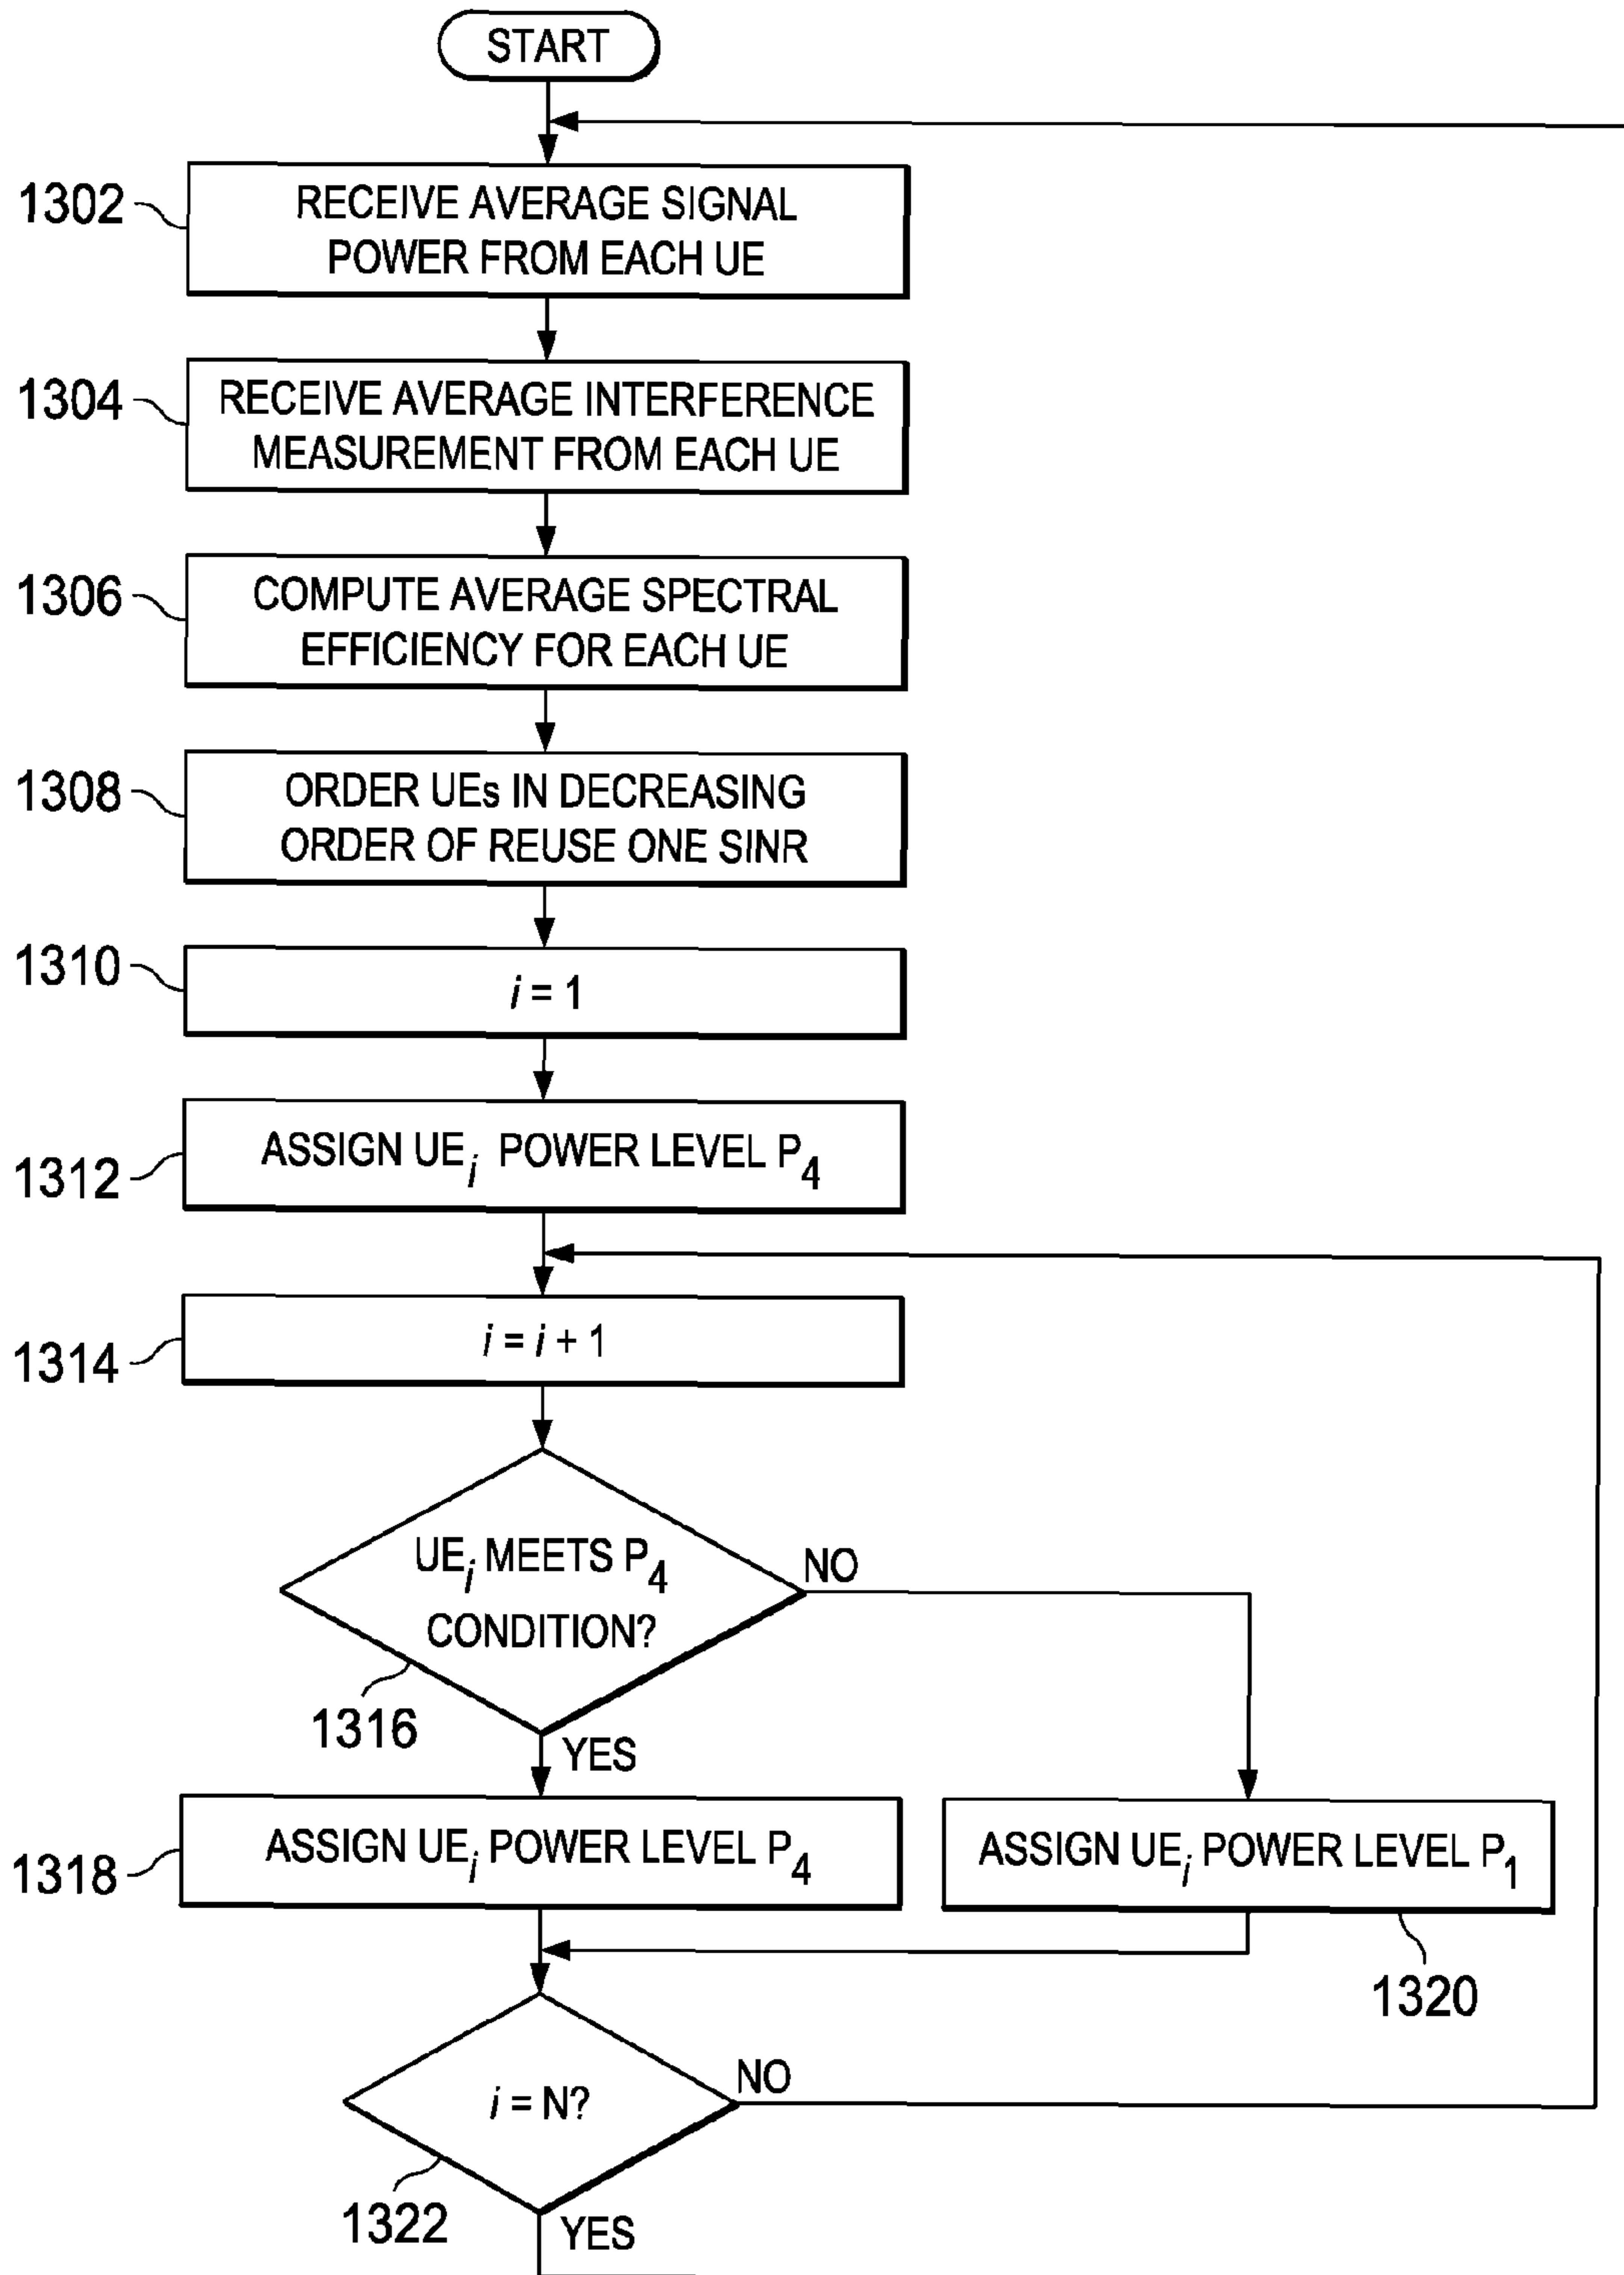 START
1302
RECEIVE AVERAGE SIGNAL
POWER FROM EACH UE
1304
RECEIVE AVERAGE INTERFERENCE
MEASUREMENT FROM EACH UE
1306
COMPUTE AVERAGE SPECTRAL
EFFICIENCY FOR EACH UE
1308
ORDER UEs IN DECREASING
ORDER OF REUSE ONE SINR
1310
i = 1
1312
ASSIGN UEi POWER LEVEL P4
1314
i = i + 1
UEi MEETS P4
CONDITION?
NO
1316
YES
1318
ASSIGN UEi POWER LEVEL P4
ASSIGN UEi POWER LEVEL P1
1320
i = N?
NO
1322
YES